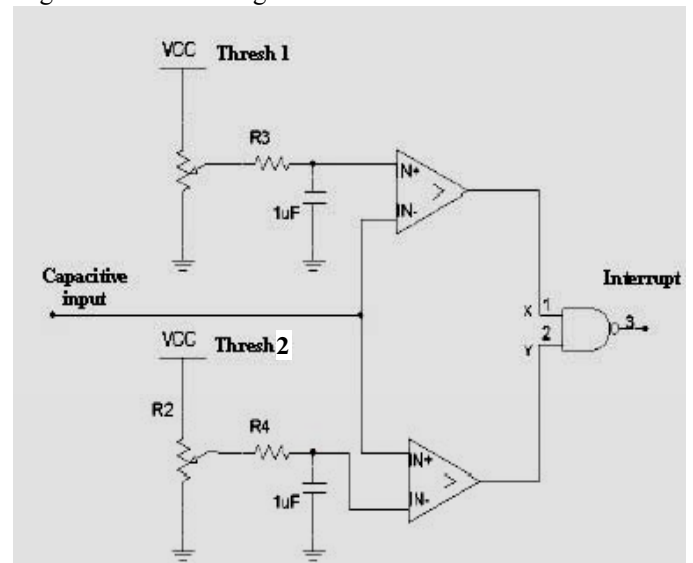 VCC Thresh 1
R3
IN+
1uF
IN-
Capacitive
input
Interrupt
X 1
3
2
Y
VCC Thresh 2
R2
R4
IN+
1uF
IN-